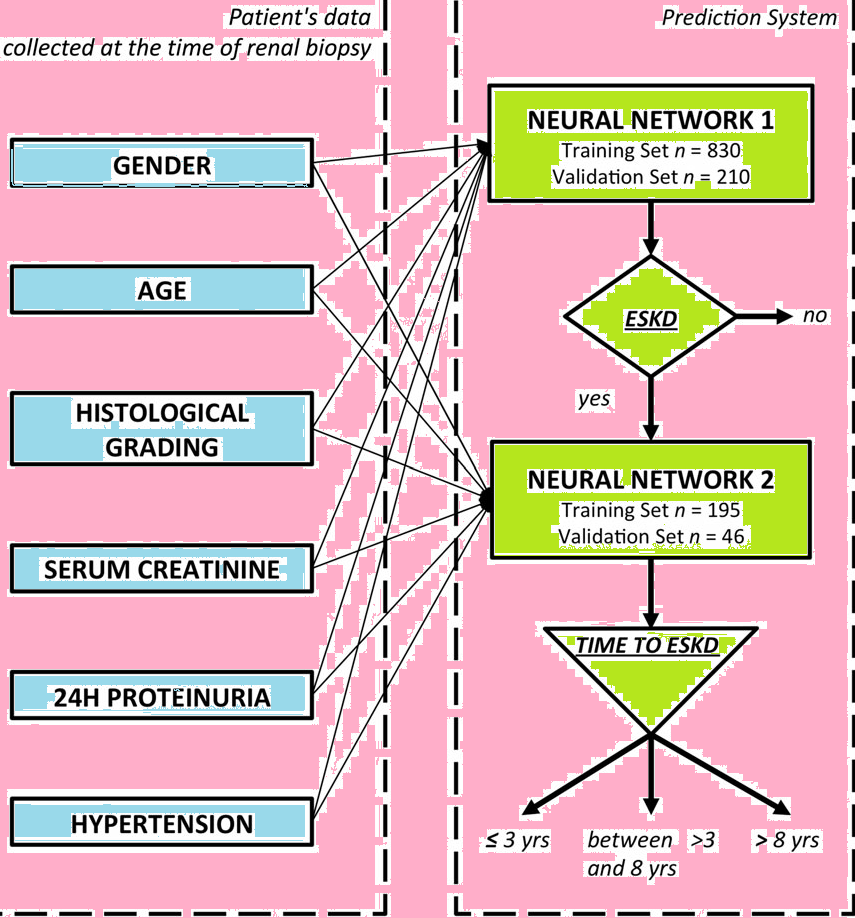 Patient's data
collected at the time of renal biopsy
GENDER
AGE
HISTOLOGICAL
GRADING
SERUM CREATININE
24H PROTEINURIA
HYPERTENSION
Prediction System
NEURAL NETWORK 1
Training Set n = 830
Validation Set n = 210
ESKD
no
yes
NEURAL NETWORK 2
Training Set n = 195
Validation Set n = 46
TIME TO ESKD
≤ 3 yrs
between >3
and 8 yrs
> 8 yrs